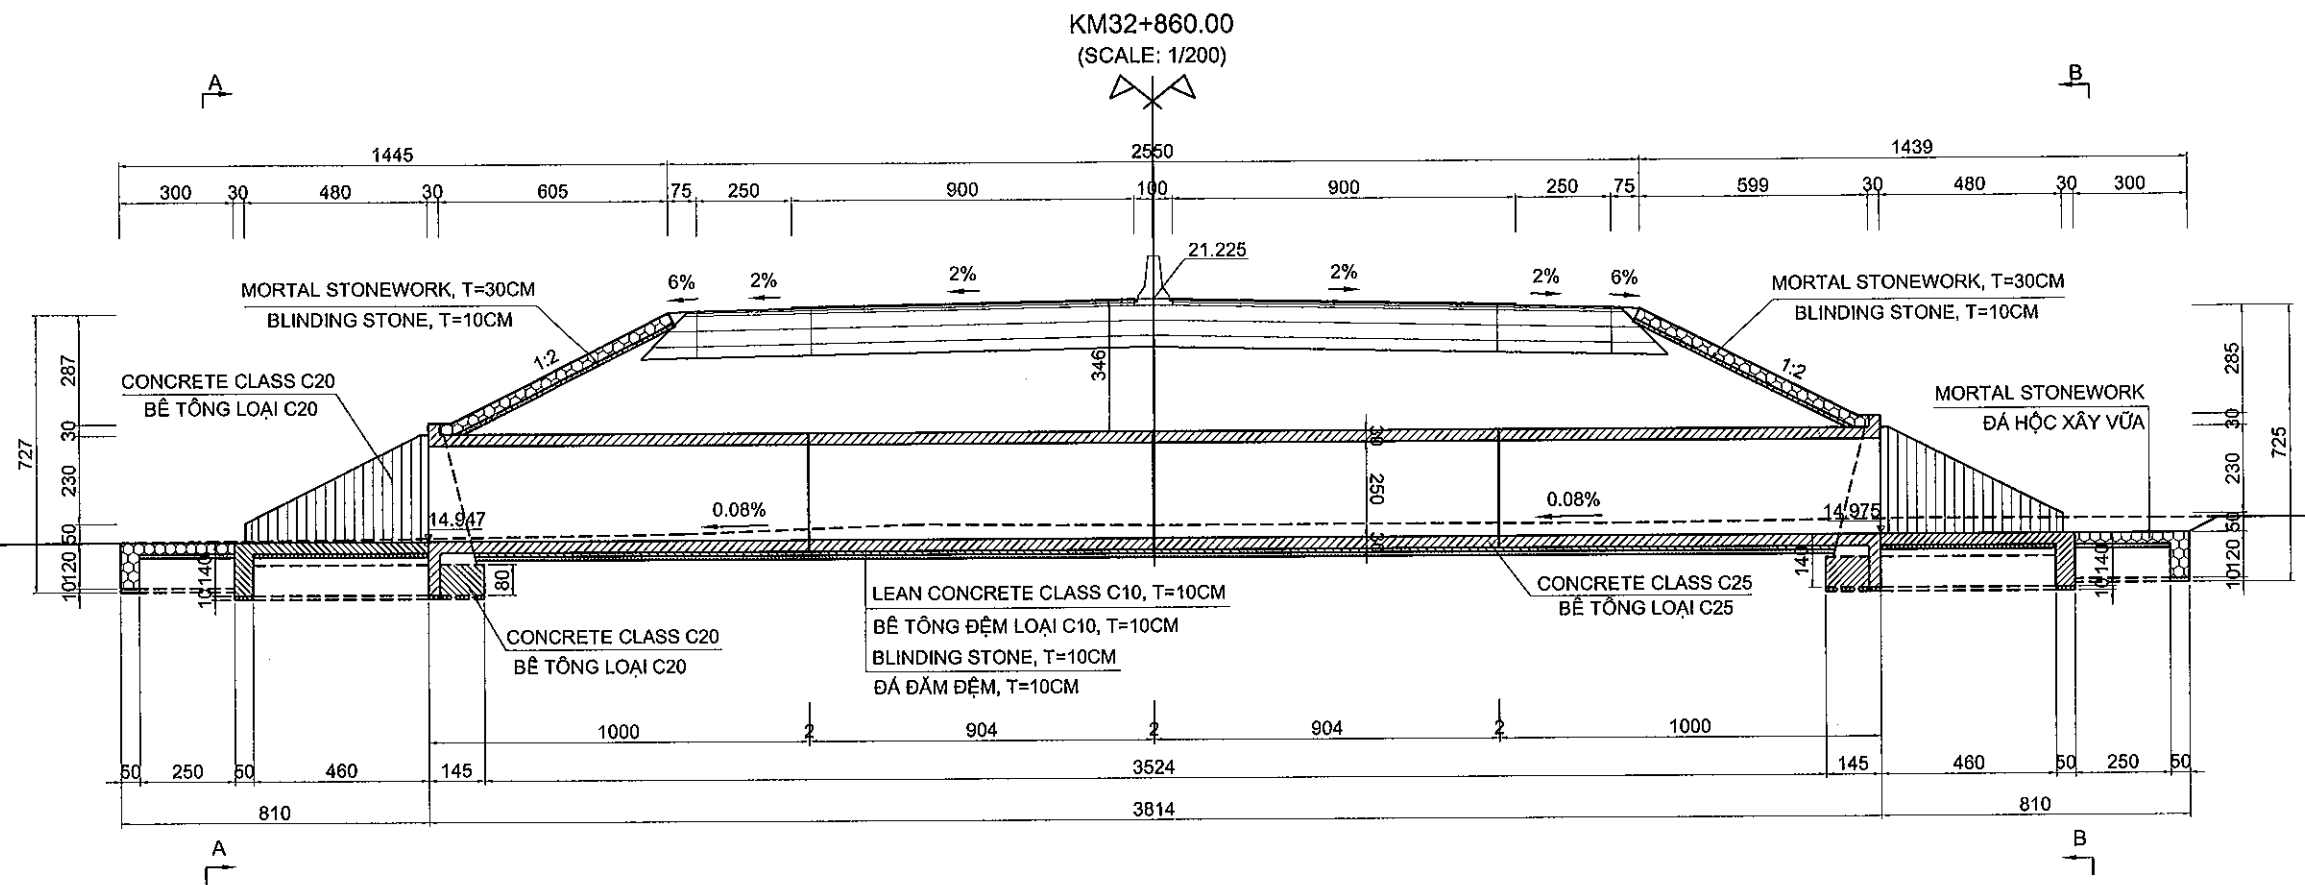 KM32+860.00
(SCALE: 1/200)
A
B
1445
2550
1439
300 30 480 30 605 75 250 900 100 900 250 75 599 30 480 30 300
21.225
6% 2% 2% 2% 2% 6%
MORTAL STONEWORK, T=30CM
BLINDING STONE, T=10CM
MORTAL STONEWORK, T=30CM
BLINDING STONE, T=10CM
1:2
1:2
346
CONCRETE CLASS C20
BÊ TÔNG LOẠI C20
MORTAL STONEWORK
ĐÁ HỘC XÂY VỮA
727
287
30
230
50
120
10
140
10
285
30
230
50
120
10
725
140
10
30
250
30
14.947
0.08%
0.08%
14.975
80
140
LEAN CONCRETE CLASS C10, T=10CM
BÊ TÔNG ĐỆM LOẠI C10, T=10CM
BLINDING STONE, T=10CM
ĐÁ DĂM ĐỆM, T=10CM
CONCRETE CLASS C25
BÊ TÔNG LOẠI C25
CONCRETE CLASS C20
BÊ TÔNG LOẠI C20
1000 2 904 2 904 2 1000
50 250 50 460 145 3524 145 460 50 250 50
810 3814 810
A
B